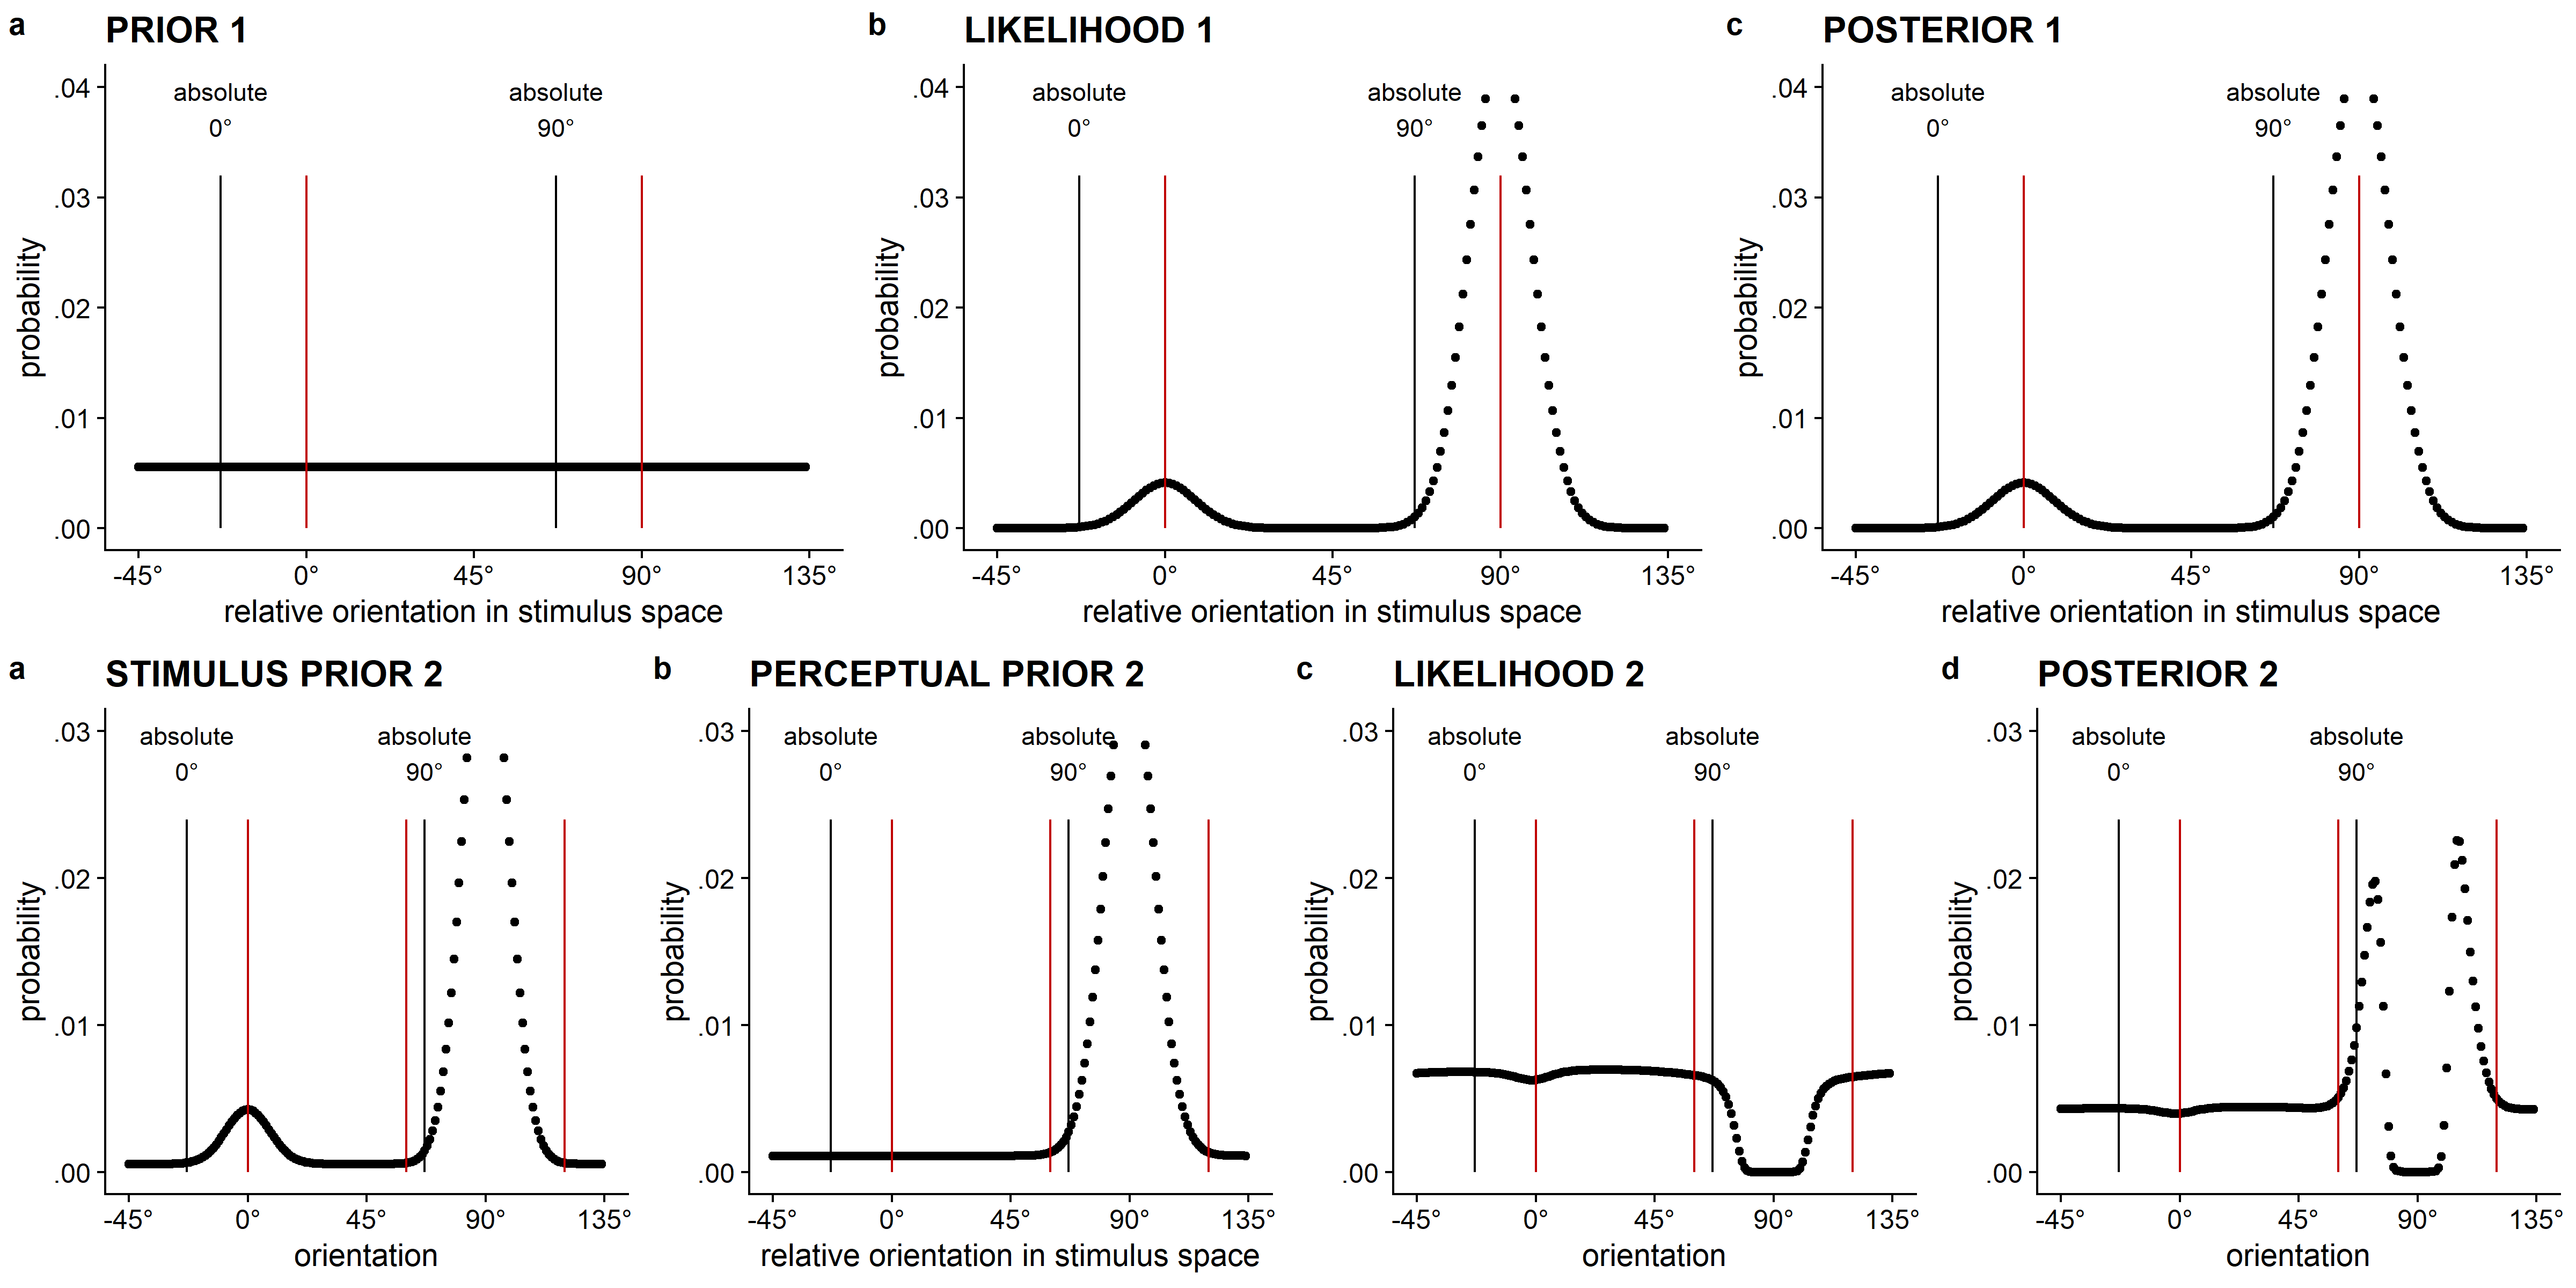 a PRIOR 1
.04
.03
.02
.01
.00
probability
absolute
0°
absolute
90°
-45° 0° 45° 90° 135°
relative orientation in stimulus space
b LIKELIHOOD 1
.04
.03
.02
.01
.00
probability
absolute
0°
absolute
90°
-45° 0° 45° 90° 135°
relative orientation in stimulus space
c POSTERIOR 1
.04
.03
.02
.01
.00
probability
absolute
0°
absolute
90°
-45° 0° 45° 90° 135°
relative orientation in stimulus space
a STIMULUS PRIOR 2
.03
.02
.01
.00
probability
absolute
0°
absolute
90°
-45° 0° 45° 90° 135°
orientation
b PERCEPTUAL PRIOR 2
.03
.02
.01
.00
probability
absolute
0°
absolute
90°
-45° 0° 45° 90° 135°
relative orientation in stimulus space
c LIKELIHOOD 2
.03
.02
.01
.00
probability
absolute
0°
absolute
90°
-45° 0° 45° 90° 135°
orientation
d POSTERIOR 2
.03
.02
.01
.00
probability
absolute
0°
absolute
90°
-45° 0° 45° 90° 135°
orientation